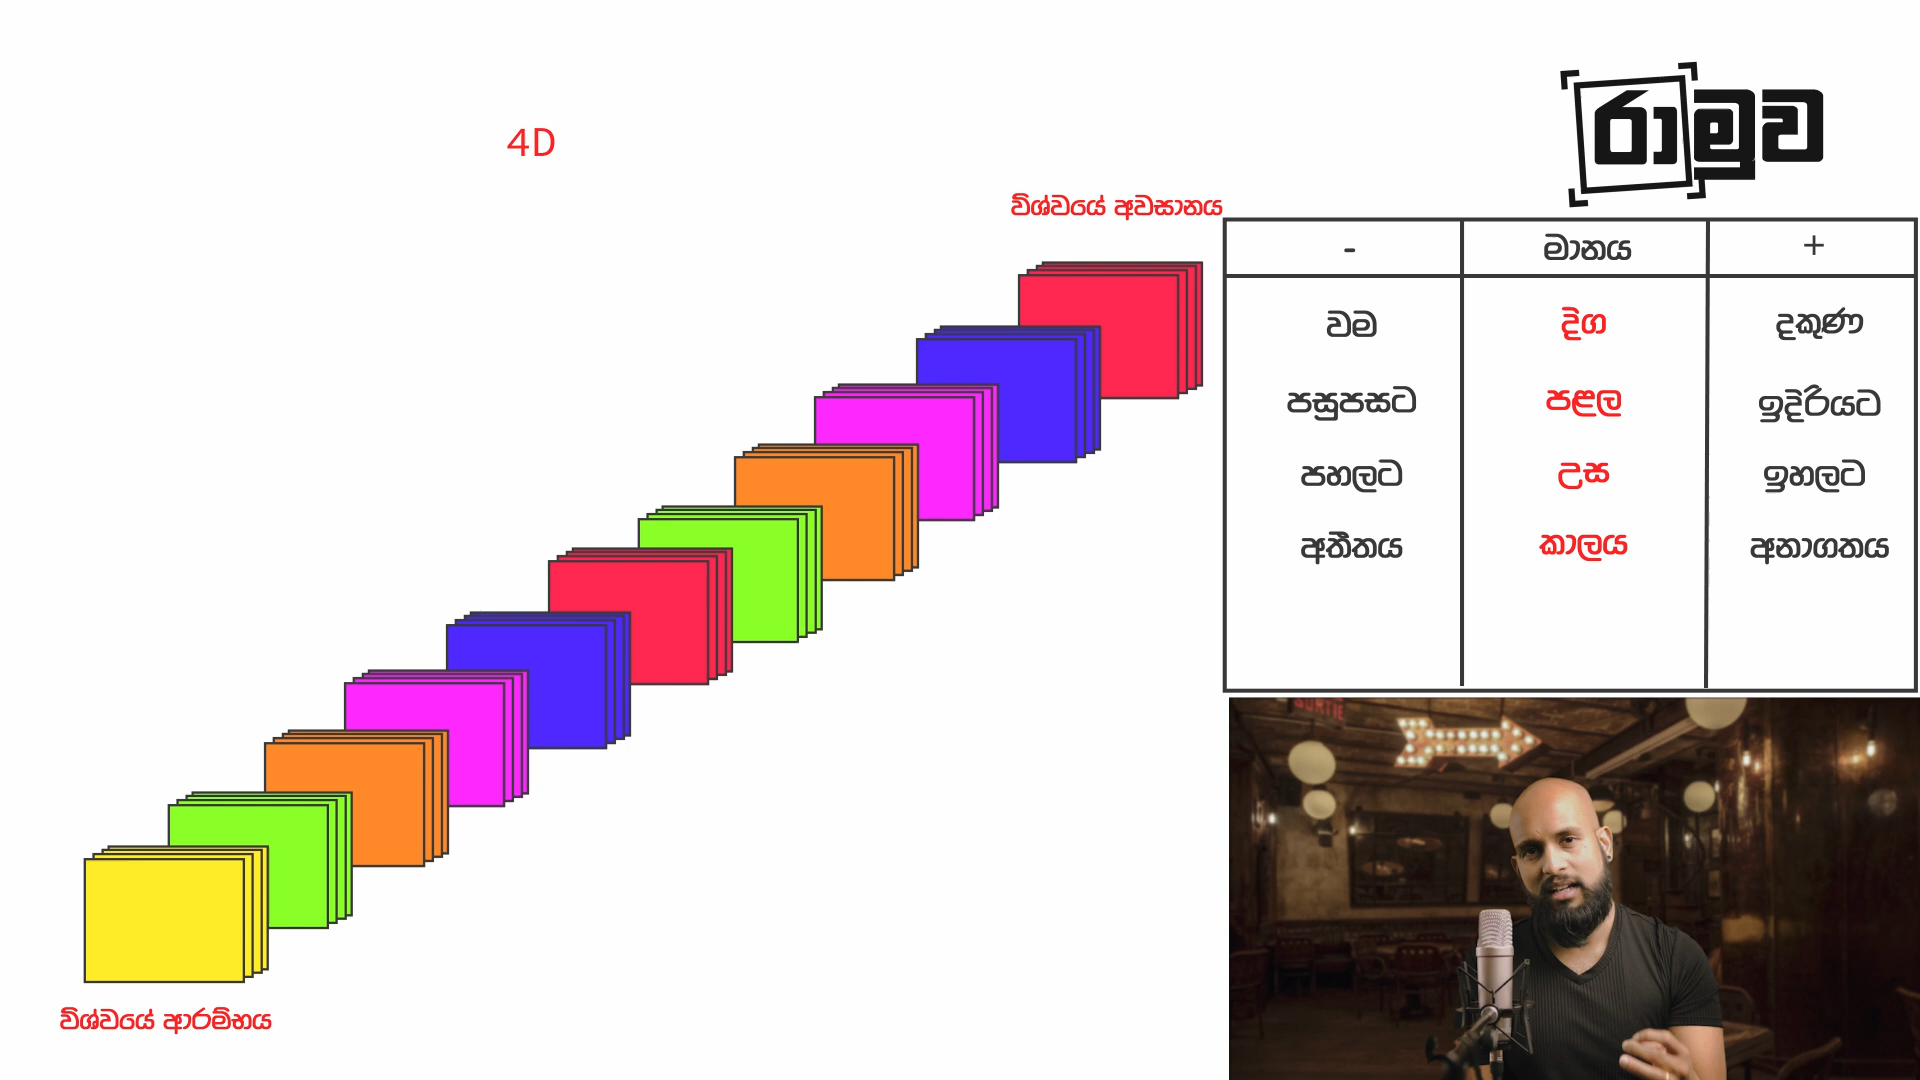 රාමුව
4D
විශ්වයේ අවසානය
- මානය +
වම දිග දකුණ
පසුපසට පළල ඉදිරියට
පහලට උස ඉහලට
අතීතය කාලය අනාගතය
SORTIE
විශ්වයේ ආරම්භය